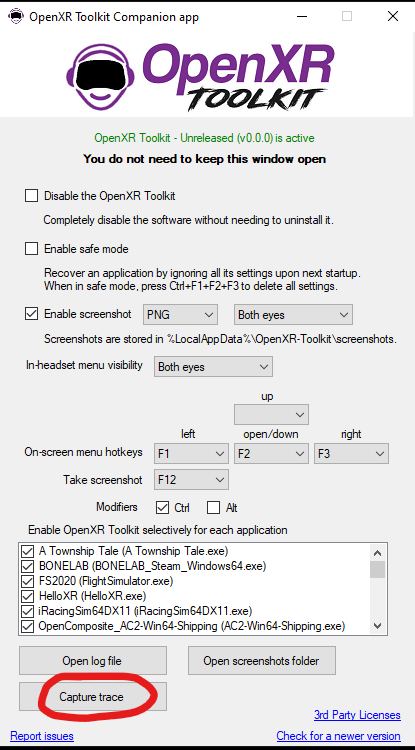 OpenXR Toolkit Companion app
OpenXR
TOOLKIT
OpenXR Toolkit - Unreleased (v0.0.0) is active
You do not need to keep this window open
Disable the OpenXR Toolkit
Completely disable the software without needing to uninstall it.
Enable safe mode
Recover an application by ignoring all its settings upon next startup.
When in safe mode, press Ctrl+F1+F2+F3 to delete all settings.
Enable screenshot PNG Both eyes
Screenshots are stored in %LocalAppData%\OpenXR-Toolkit\screenshots.
In-headset menu visibility Both eyes
up
left open/down right
On-screen menu hotkeys F1 F2 F3
Take screenshot F12
Modifiers Ctrl Alt
Enable OpenXR Toolkit selectively for each application
A Township Tale (A Township Tale.exe)
BONELAB (BONELAB_Steam_Windows64.exe)
FS2020 (FlightSimulator.exe)
HelloXR (HelloXR.exe)
iRacingSim64DX11 (iRacingSim64DX11.exe)
OpenComposite_AC2-Win64-Shipping (AC2-Win64-Shipping.exe)
Open log file Open screenshots folder
Capture trace
3rd Party Licenses
Report issues Check for a newer version